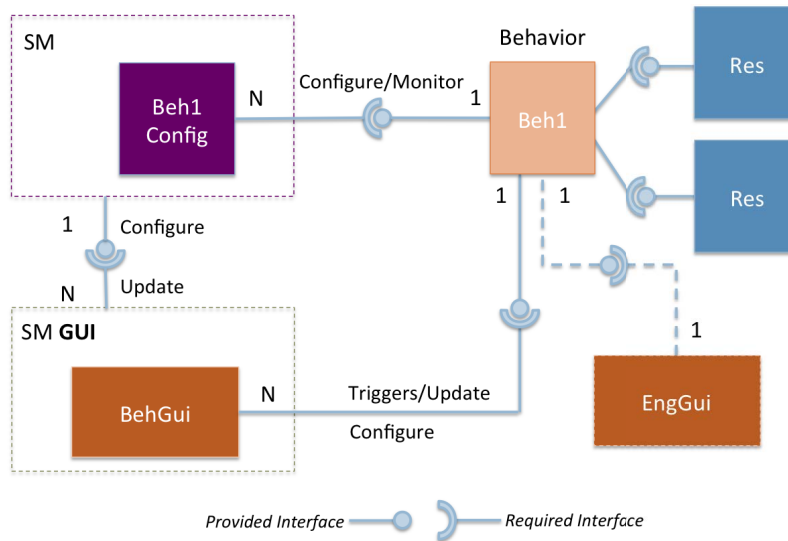 SM
Behavior
Res
Beh1
Config
N
Configure/Monitor
1
Beh1
Res
1
1
1
Configure
N
Update
1
SM GUI
BehGui
N
Triggers/Update
Configure
EngGui
Provided Interface
Required Interface